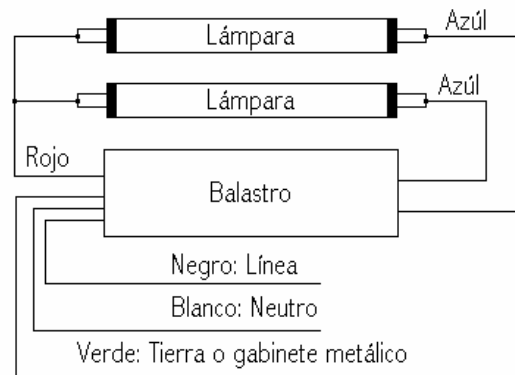 Azúl
Lámpara
Azúl
Lámpara
Rojo
Balastro
Negro: Línea
Blanco: Neutro
Verde: Tierra o gabinete metálico